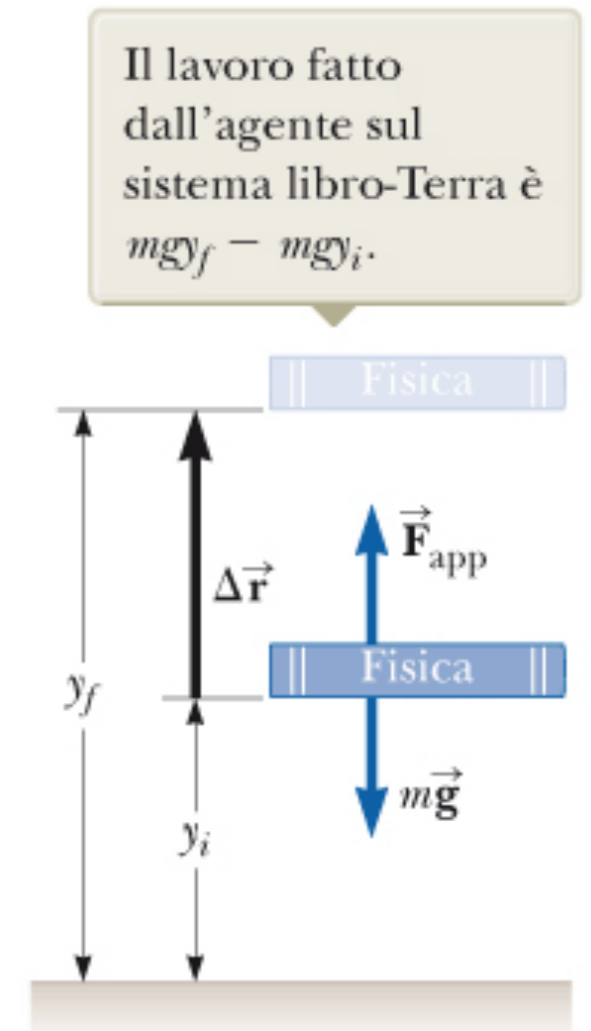 Il lavoro fatto
dall'agente sul
sistema libro-Terra è
mgy_f − mgy_i.
Fisica
F⃗_app
Δr⃗
Fisica
y_f
mg⃗
y_i